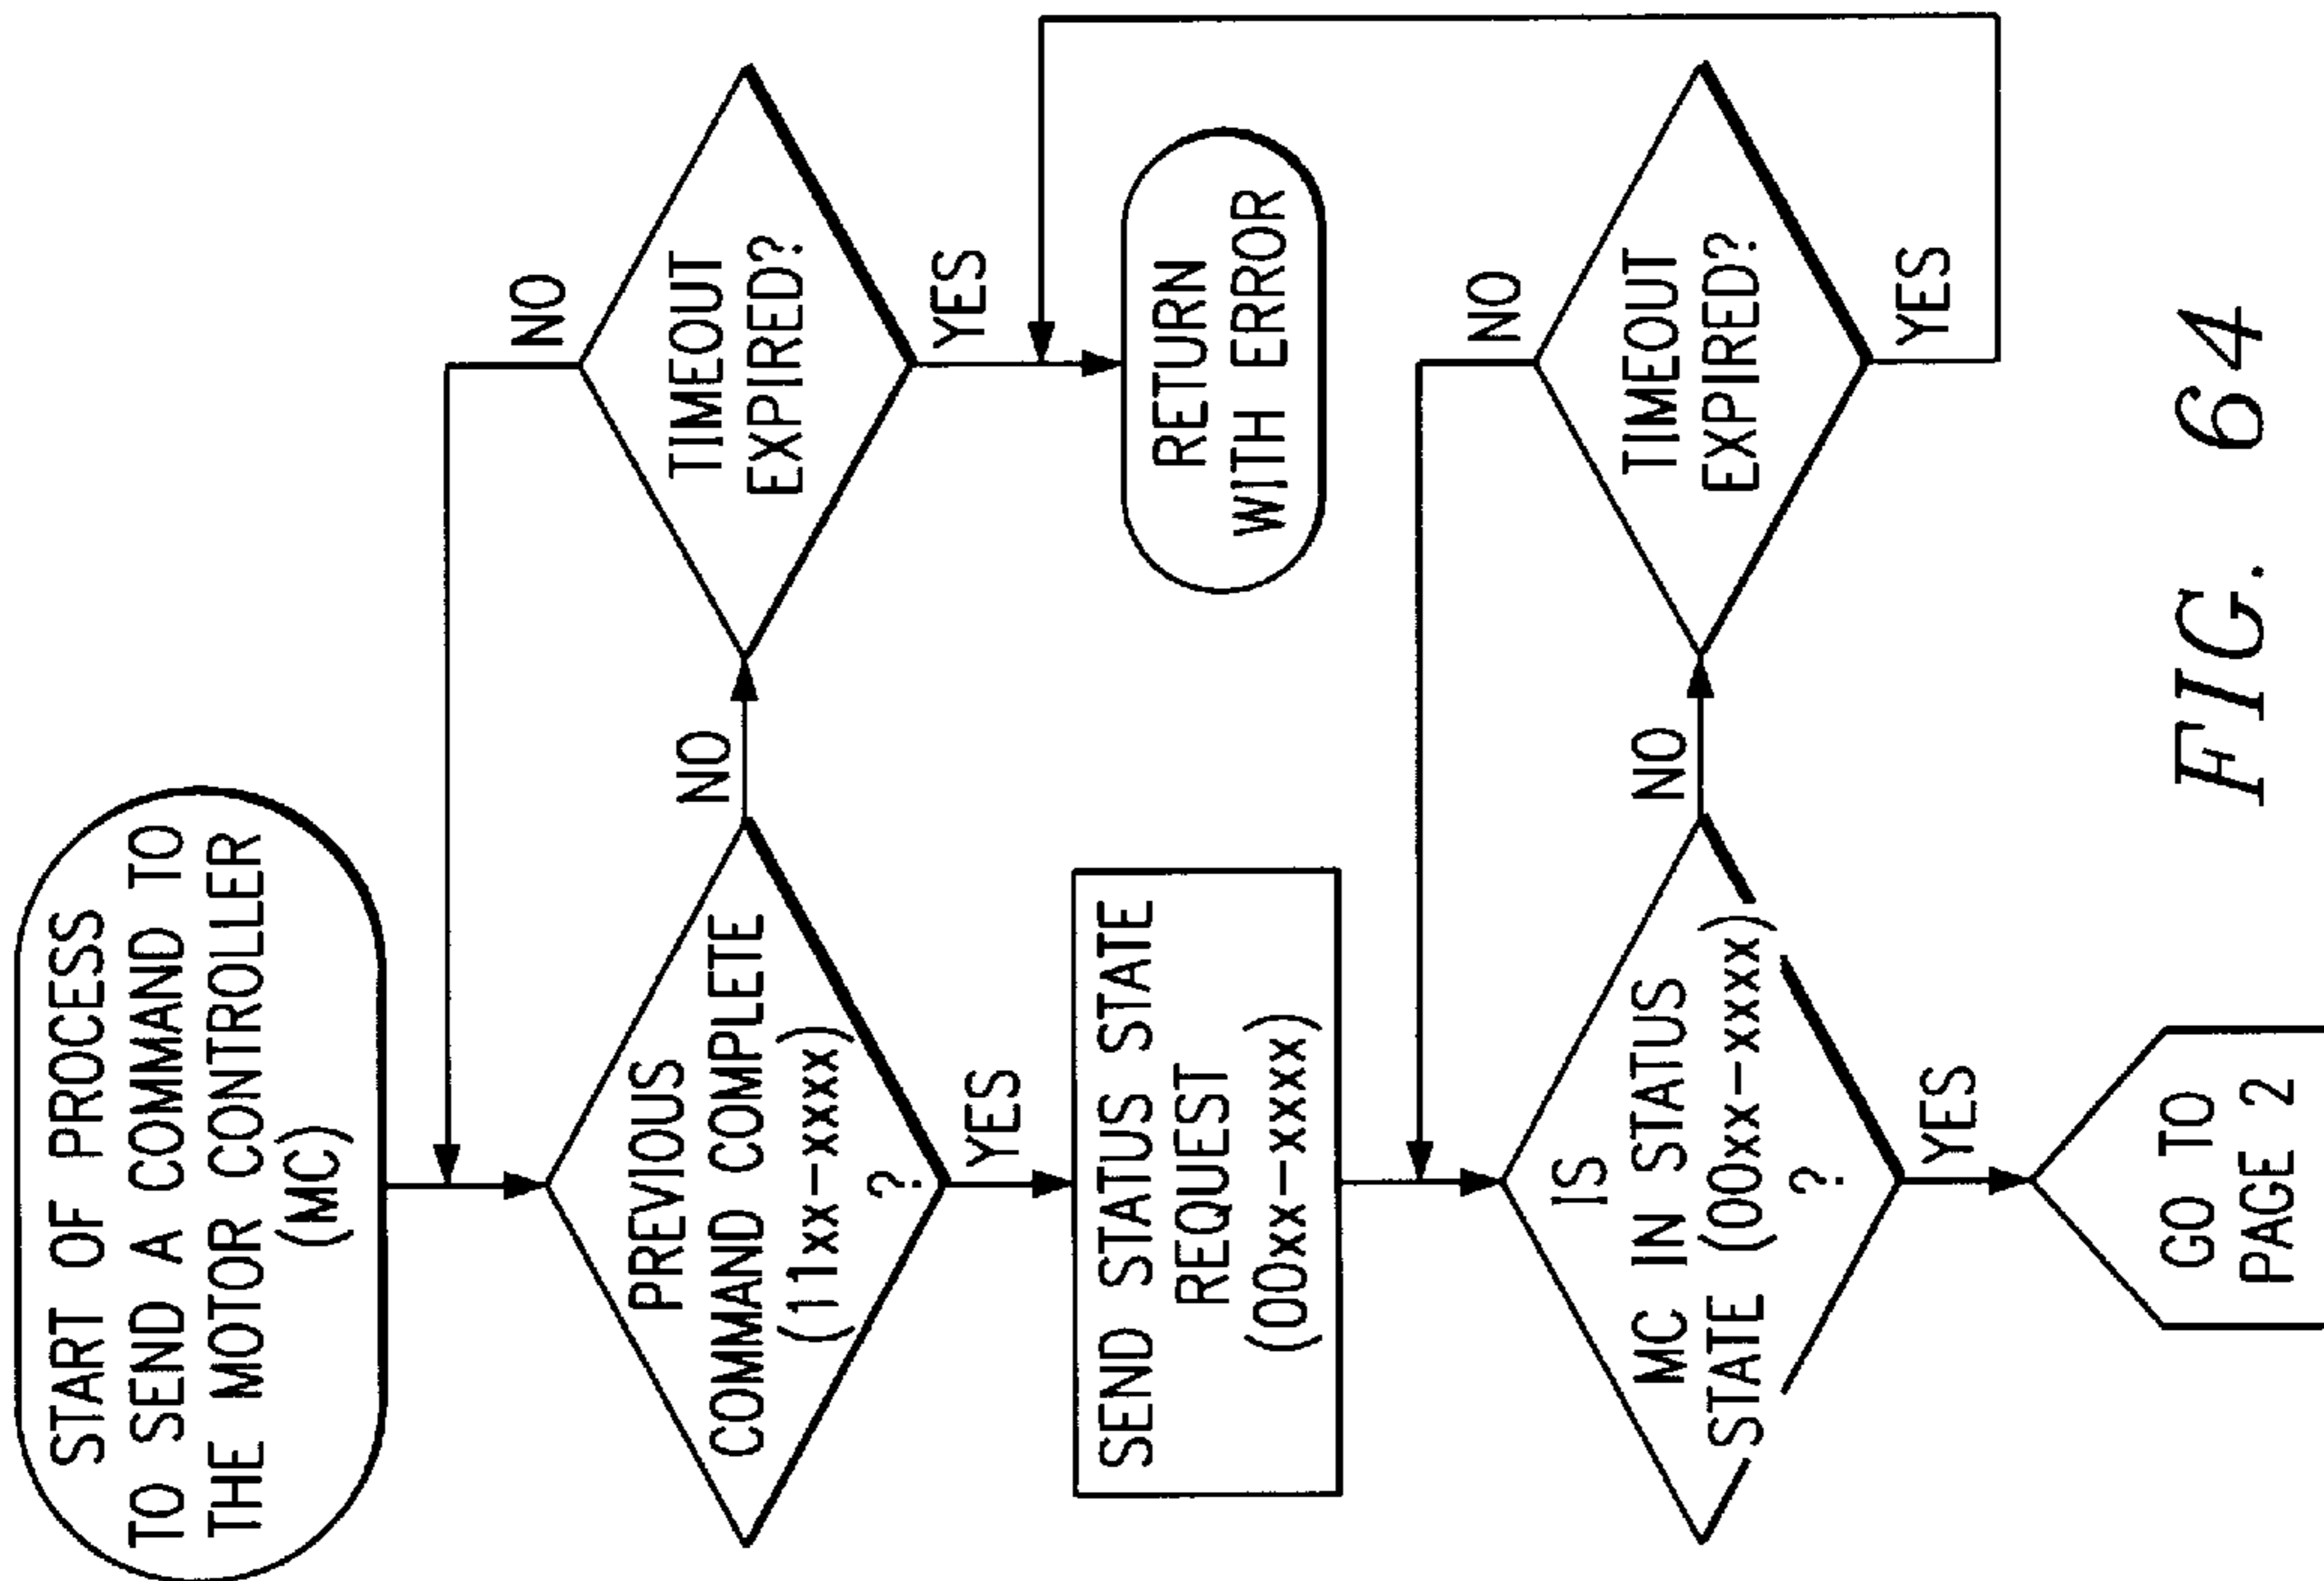 START OF PROCESS
TO SEND A COMMAND TO
THE MOTOR CONTROLLER
(MC)
PREVIOUS
COMMAND COMPLETE
(11xx-xxxx)
?
NO
TIMEOUT
EXPIRED?
NO
YES
RETURN
WITH ERROR
YES
SEND STATUS STATE
REQUEST
(00xx-xxxx)
IS
MC IN STATUS
STATE (00xx-xxxx)
?
NO
TIMEOUT
EXPIRED?
NO
YES
YES
GO TO
PAGE 2
FIG. 64